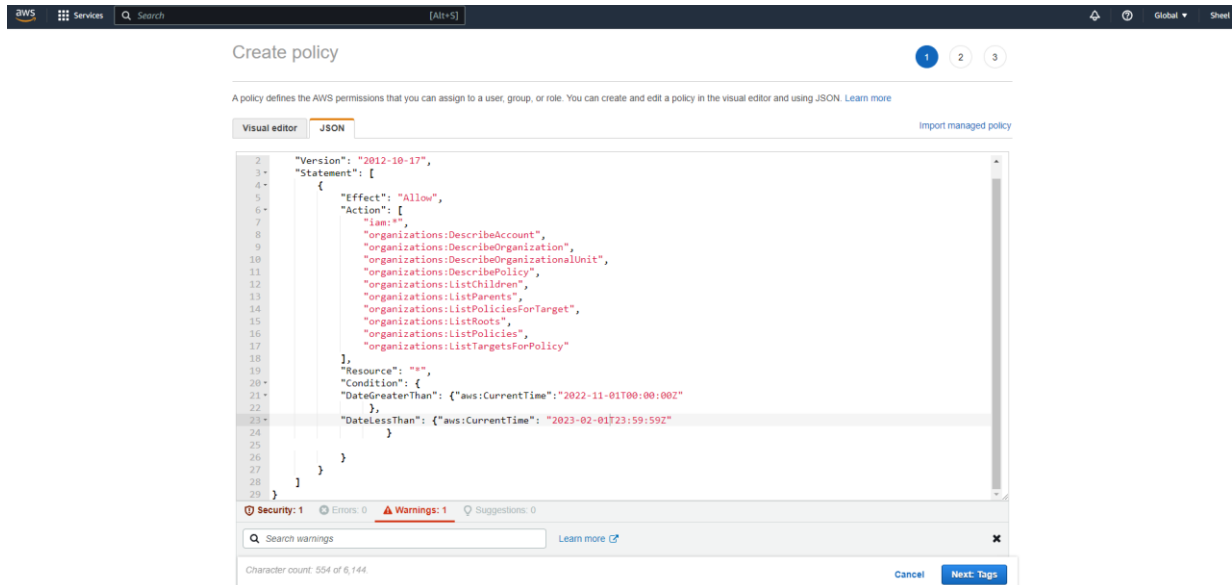 aws Services Search [Alt+S] Global Sheel
Create policy
1 2 3
A policy defines the AWS permissions that you can assign to a user, group, or role. You can create and edit a policy in the visual editor and using JSON. Learn more
Visual editor JSON Import managed policy
2 "Version": "2012-10-17",
3 "Statement": [
4 {
5 "Effect": "Allow",
6 "Action": [
7 "iam:*",
8 "organizations:DescribeAccount",
9 "organizations:DescribeOrganization",
10 "organizations:DescribeOrganizationalUnit",
11 "organizations:DescribePolicy",
12 "organizations:ListChildren",
13 "organizations:ListParents",
14 "organizations:ListPoliciesForTarget",
15 "organizations:ListRoots",
16 "organizations:ListPolicies",
17 "organizations:ListTargetsForPolicy"
18 ],
19 "Resource": "*",
20 "Condition": {
21 "DateGreaterThan": {"aws:CurrentTime":"2022-11-01T00:00:00Z"
22 },
23 "DateLessThan": {"aws:CurrentTime": "2023-02-01T23:59:59Z"
24 }
25
26 }
27 }
28 ]
29 }
Security: 1 Errors: 0 Warnings: 1 Suggestions: 0
Search warnings Learn more
Character count: 554 of 6,144.
Cancel Next: Tags